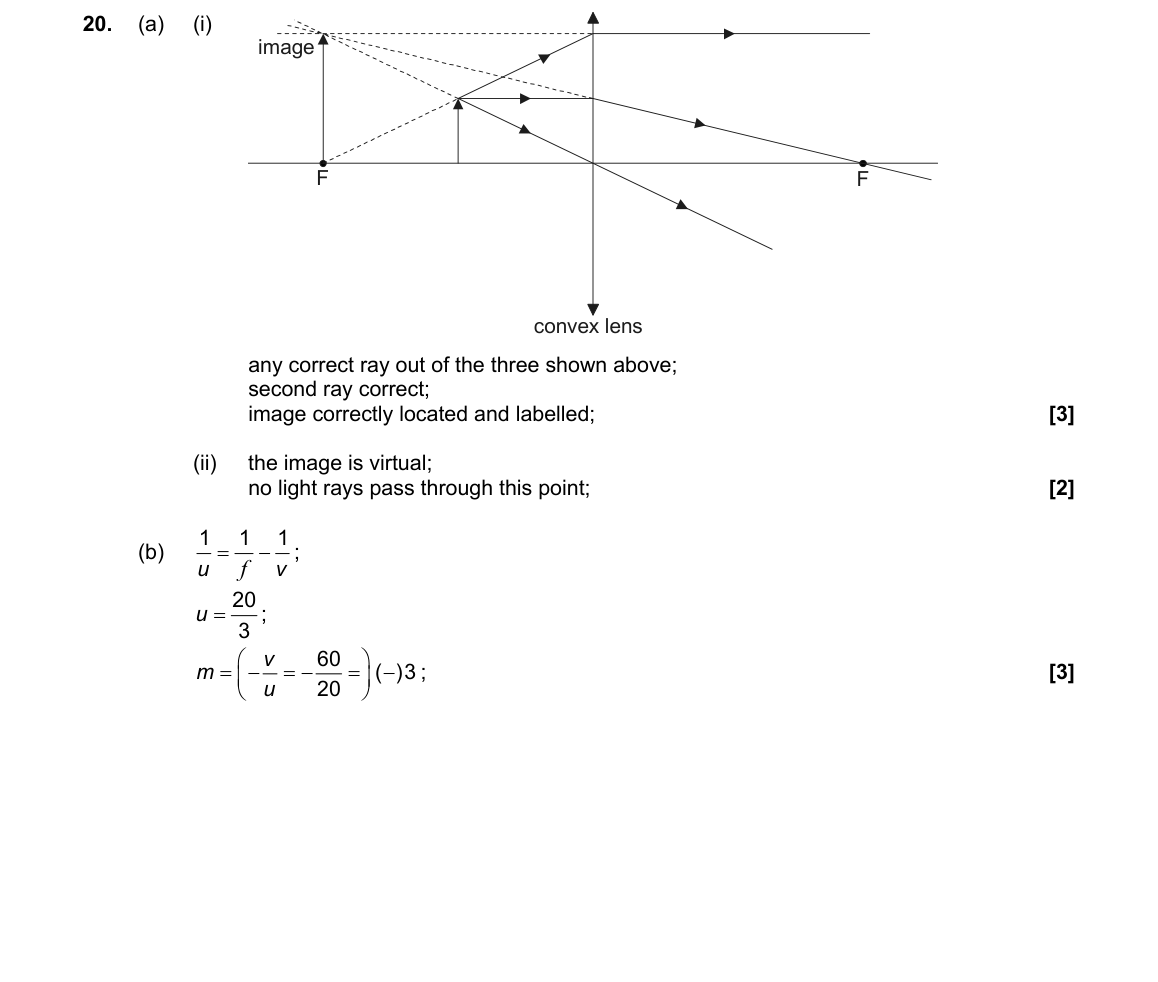 20. (a) (i)
image
F F
convex lens
any correct ray out of the three shown above;
second ray correct;
image correctly located and labelled; [3]
(ii) the image is virtual;
no light rays pass through this point; [2]
(b) 1/u = 1/f − 1/v ;
u = 20/3 ;
m = (− v/u = − 60/20 =) (−)3 ; [3]